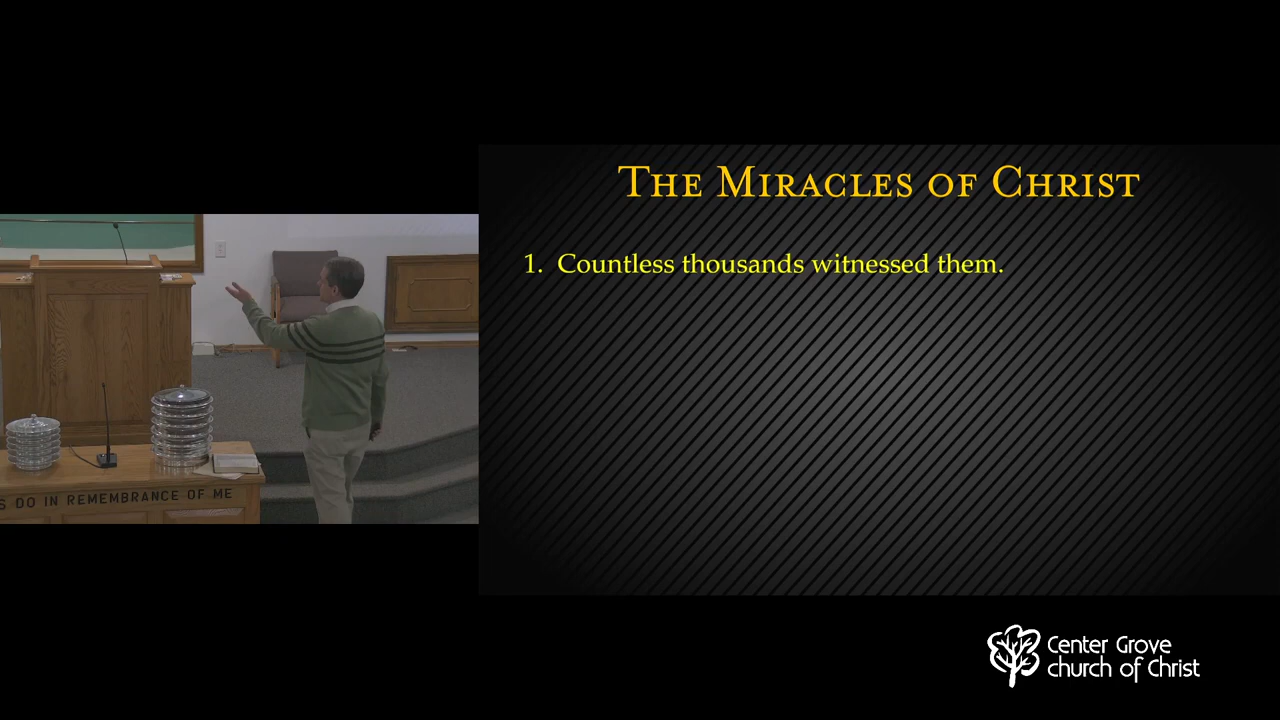 The Miracles of Christ
1. Countless thousands witnessed them.
S DO IN REMEMBRANCE OF ME
Center Grove
church of Christ